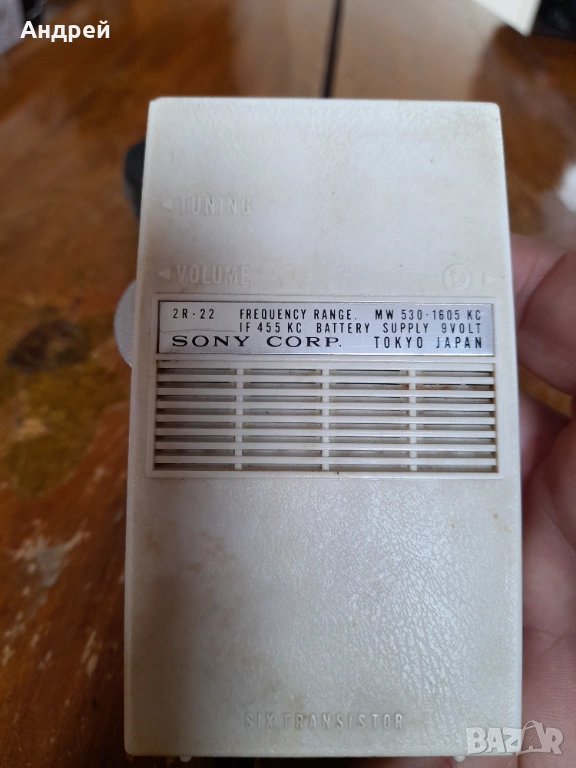 Андрей
◄ TUNING
◄ VOLUME ►
2R-22 FREQUENCY RANGE. MW 530-1605 KC
IF 455 KC BATTERY SUPPLY 9VOLT
SONY CORP. TOKYO JAPAN
SIX TRANSISTOR
BAZAR